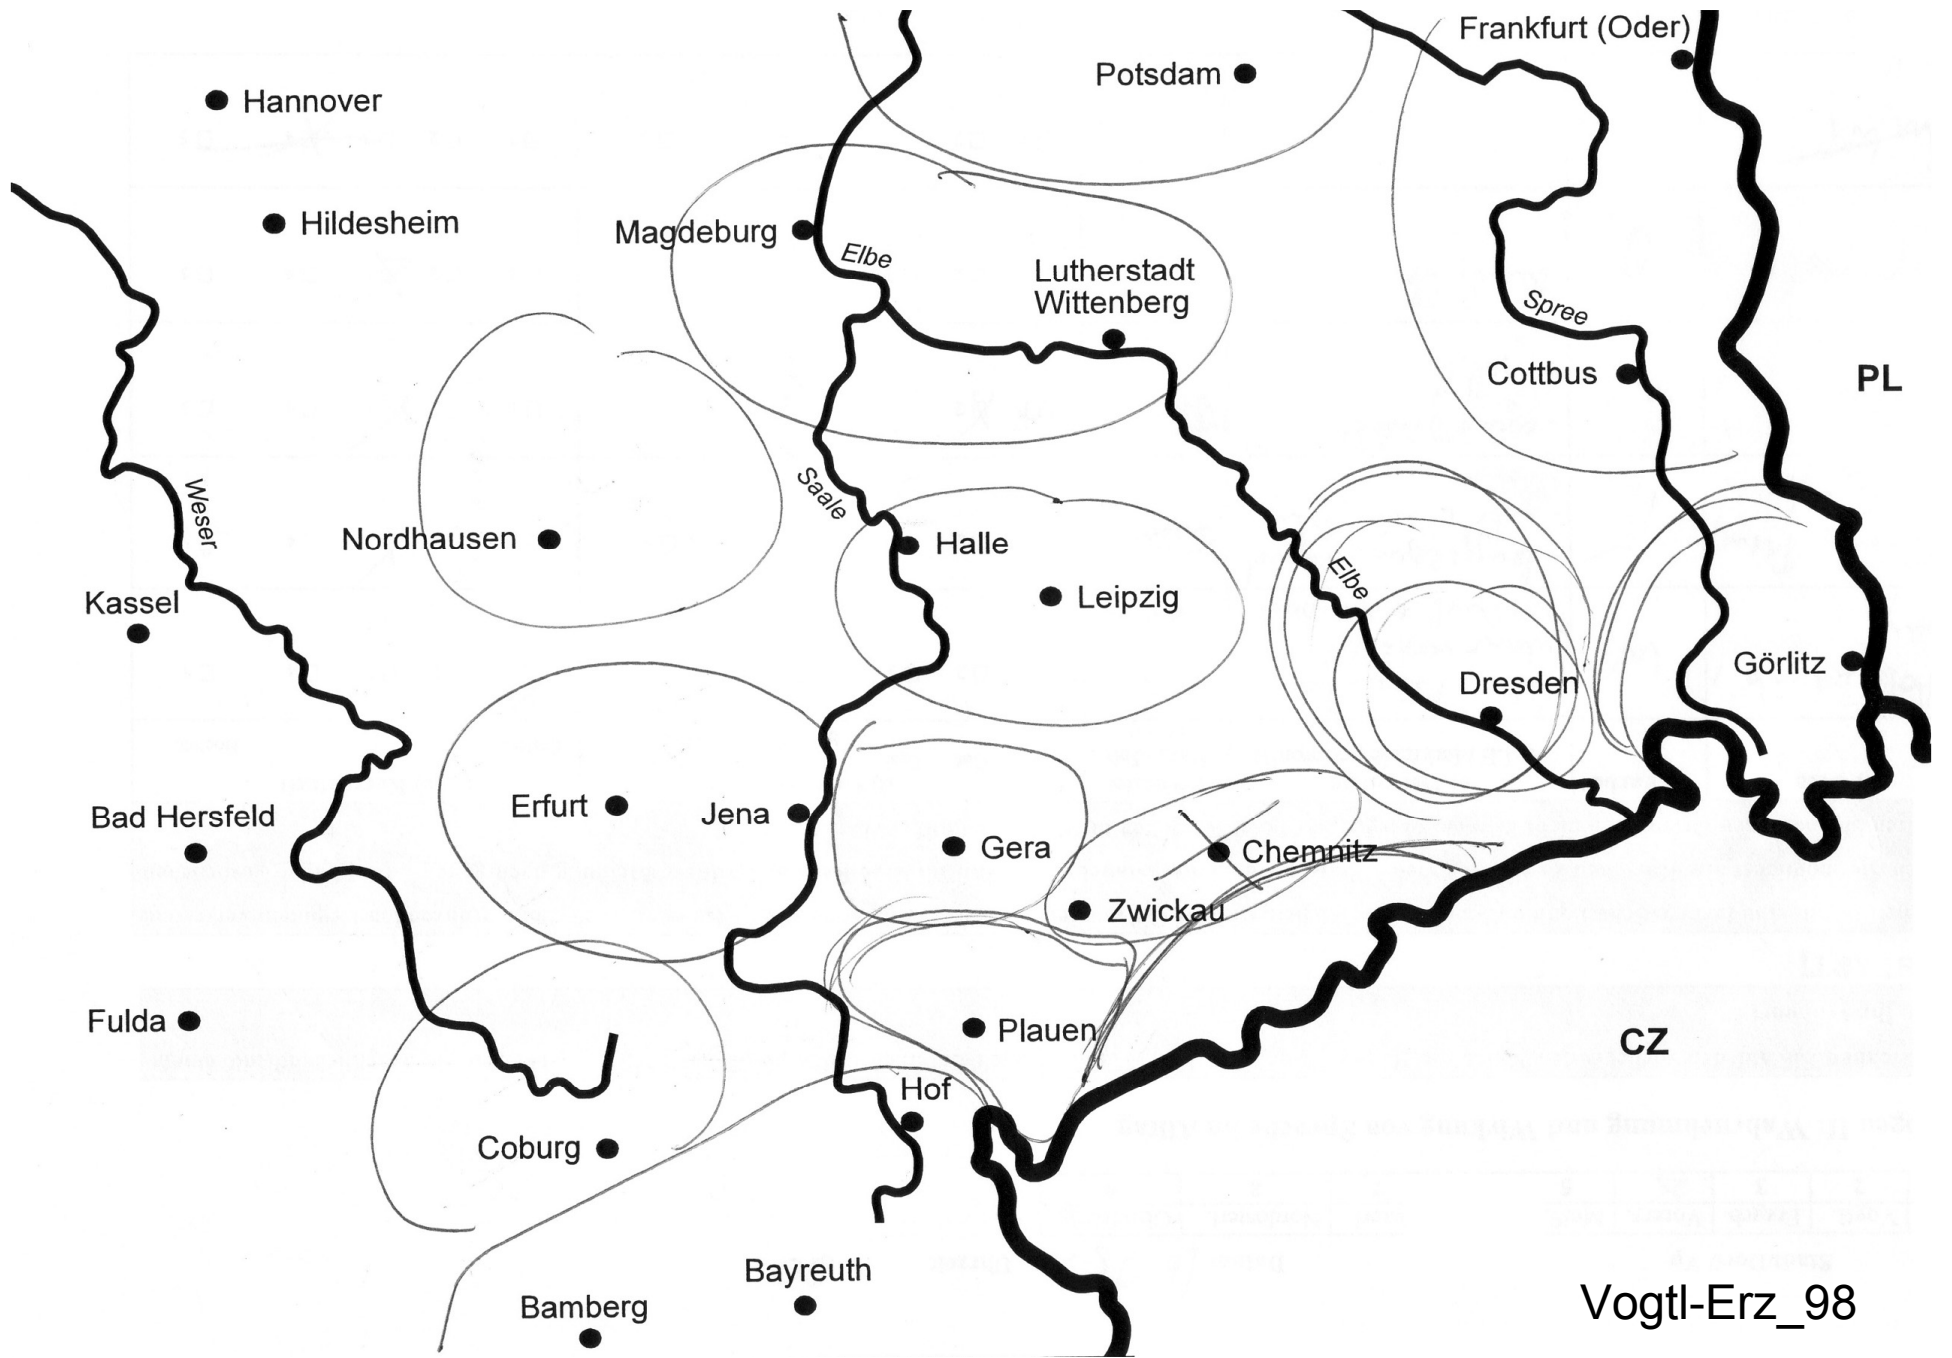 Frankfurt (Oder)
Potsdam
Hannover
Hildesheim
Magdeburg
Elbe
Lutherstadt
Wittenberg
Spree
Cottbus
PL
Weser
Saale
Nordhausen
Halle
Elbe
Leipzig
Kassel
Görlitz
Dresden
Erfurt
Jena
Bad Hersfeld
Gera
Chemnitz
Zwickau
Fulda
Plauen
CZ
Hof
Coburg
Bayreuth
Bamberg
Vogtl-Erz_98